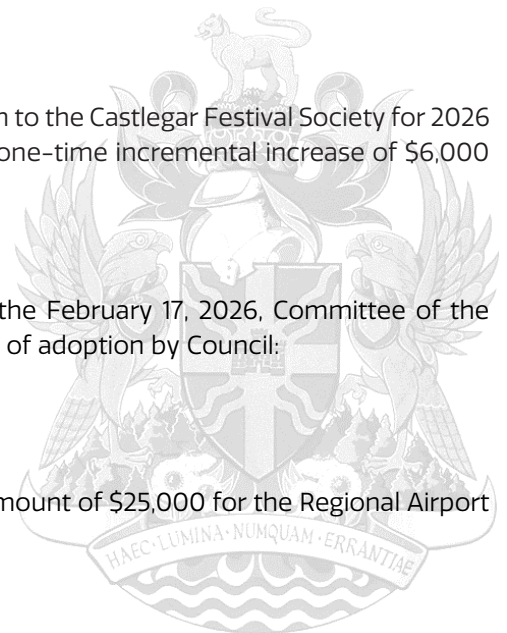 n to the Castlegar Festival Society for 2026
one-time incremental increase of $6,000
the February 17, 2026, Committee of the
of adoption by Council:
mount of $25,000 for the Regional Airport
HAEC·LUMINA·NUMQUAM·ERRANTIAE